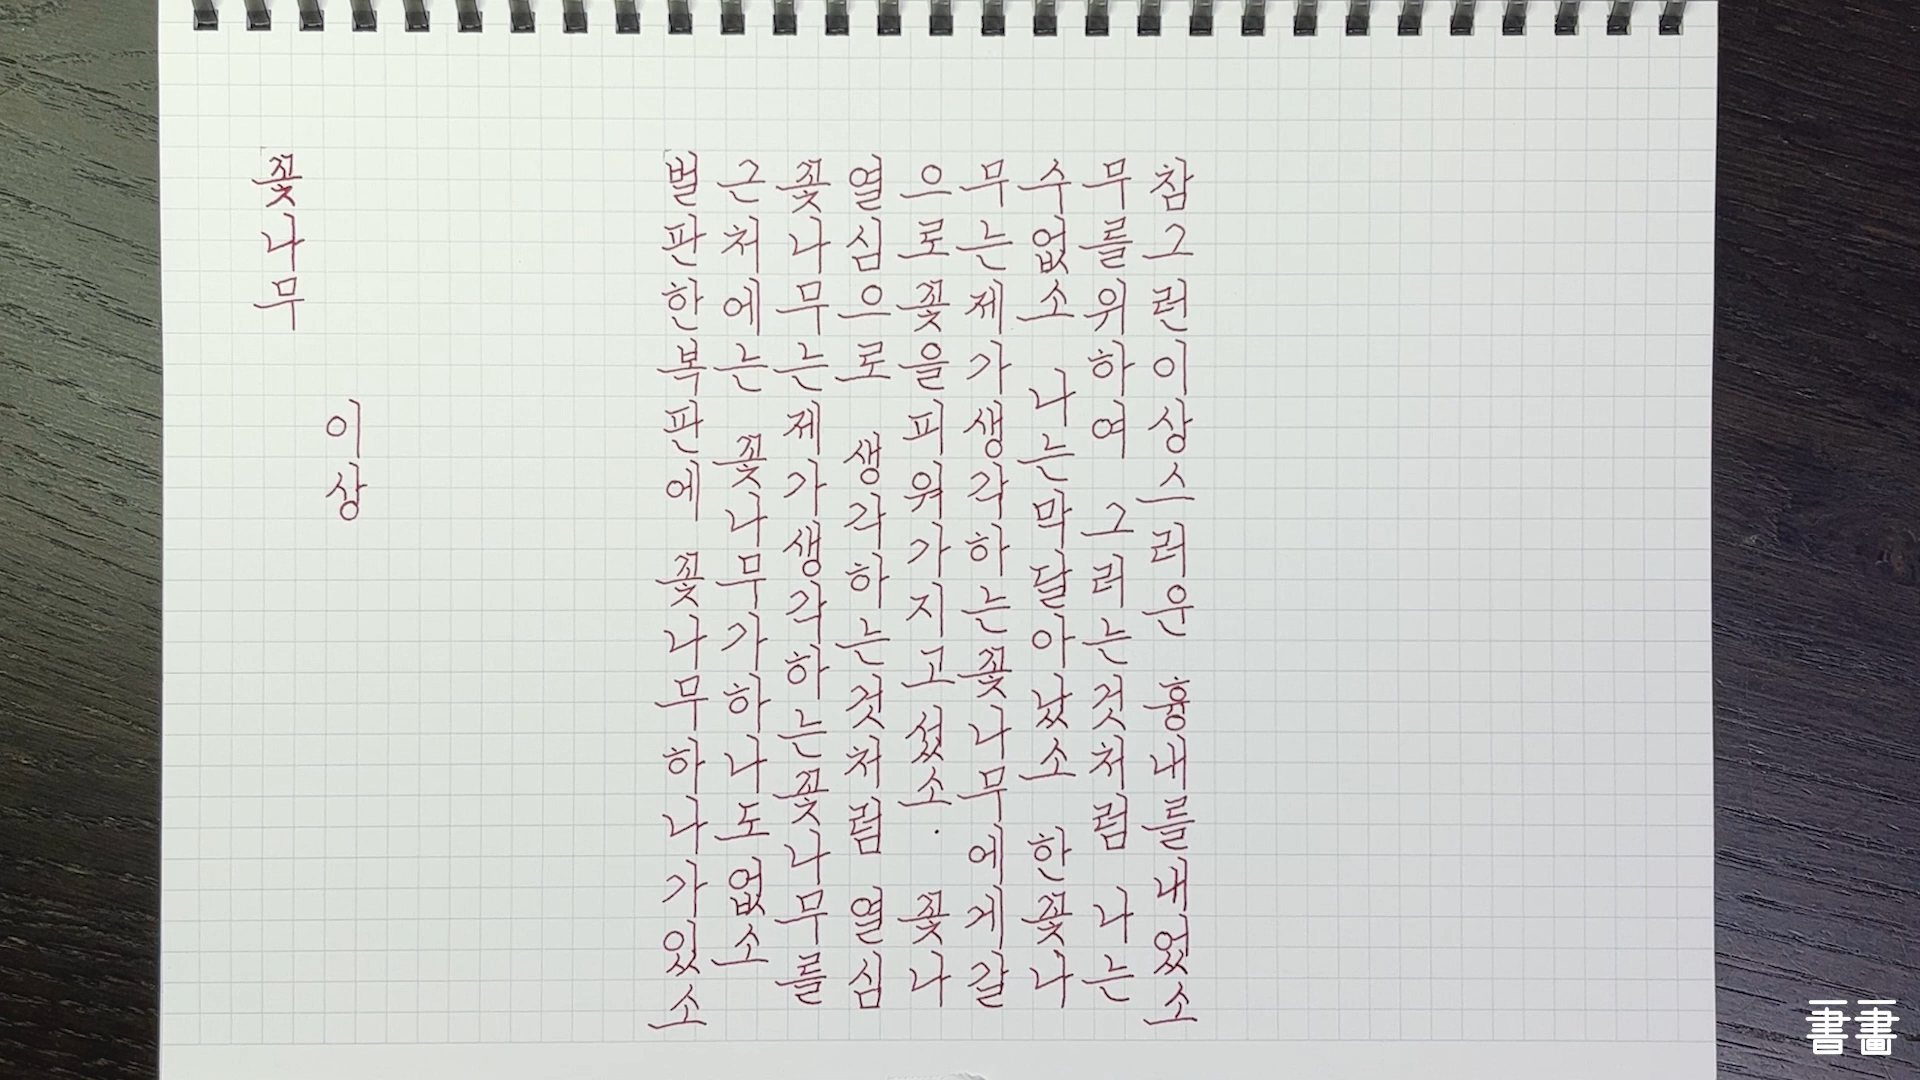 꽃나무
이상
벌판한복판에 꽃나무하나가있소
근처에는 꽃나무가하나도없소
꽃나무는 제가생각하는꽃나무를
열심으로 생각하는것처럼 열심
으로꽃을피워가지고섰소. 꽃나
무는제가생각하는꽃나무에게갈
수없소 나는막달아났소 한꽃나
무를위하여 그러는것처럼 나는
참그런이상스러운 흉내를내었소
書畫